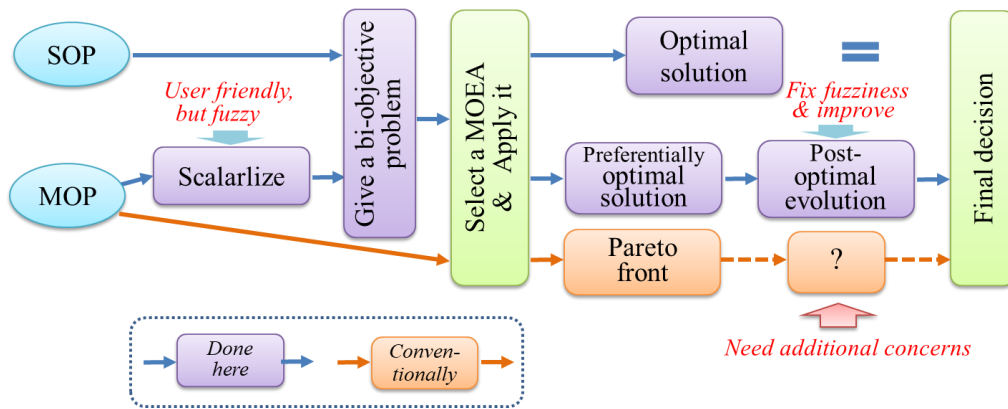 SOP
User friendly,
but fuzzy
MOP
Scalarlize
Give a bi-objective
problem
Select a MOEA
& Apply it
Optimal
solution
=
Fix fuzziness
& improve
Preferentially
optimal
solution
Post-
optimal
evolution
Pareto
front
?
Need additional concerns
Final decision
Done
here
Conven-
tionally